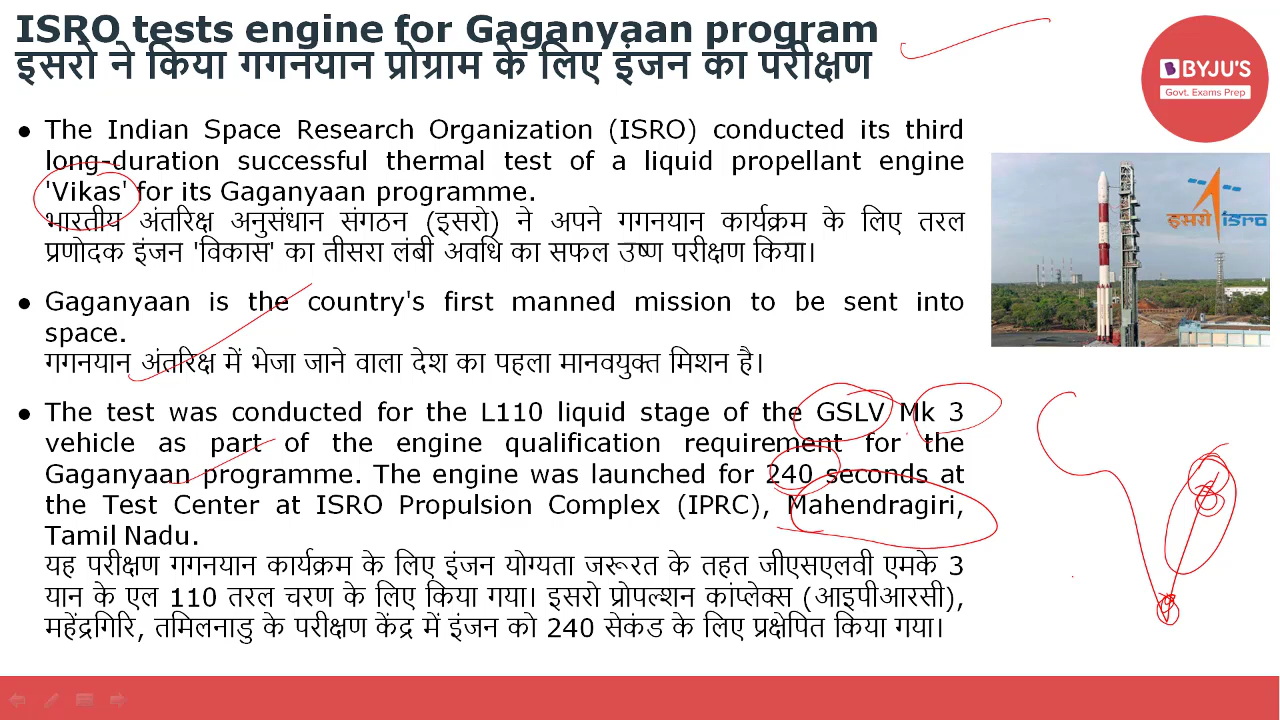 ISRO tests engine for Gaganyaan program
इसरो ने किया गगनयान प्रोग्राम के लिए इंजन का परीक्षण
BYJU'S
Govt. Exams Prep
● The Indian Space Research Organization (ISRO) conducted its third
long-duration successful thermal test of a liquid propellant engine
'Vikas' for its Gaganyaan programme.
भारतीय अंतरिक्ष अनुसंधान संगठन (इसरो) ने अपने गगनयान कार्यक्रम के लिए तरल
प्रणोदक इंजन 'विकास' का तीसरा लंबी अवधि का सफल उष्ण परीक्षण किया।
इसरो isro
● Gaganyaan is the country's first manned mission to be sent into
space.
गगनयान अंतरिक्ष में भेजा जाने वाला देश का पहला मानवयुक्त मिशन है।
● The test was conducted for the L110 liquid stage of the GSLV Mk 3
vehicle as part of the engine qualification requirement for the
Gaganyaan programme. The engine was launched for 240 seconds at
the Test Center at ISRO Propulsion Complex (IPRC), Mahendragiri,
Tamil Nadu.
यह परीक्षण गगनयान कार्यक्रम के लिए इंजन योग्यता जरूरत के तहत जीएसएलवी एमके 3
यान के एल 110 तरल चरण के लिए किया गया। इसरो प्रोपल्शन कांप्लेक्स (आइपीआरसी),
महेंद्रगिरि, तमिलनाडु के परीक्षण केंद्र में इंजन को 240 सेकंड के लिए प्रक्षेपित किया गया।